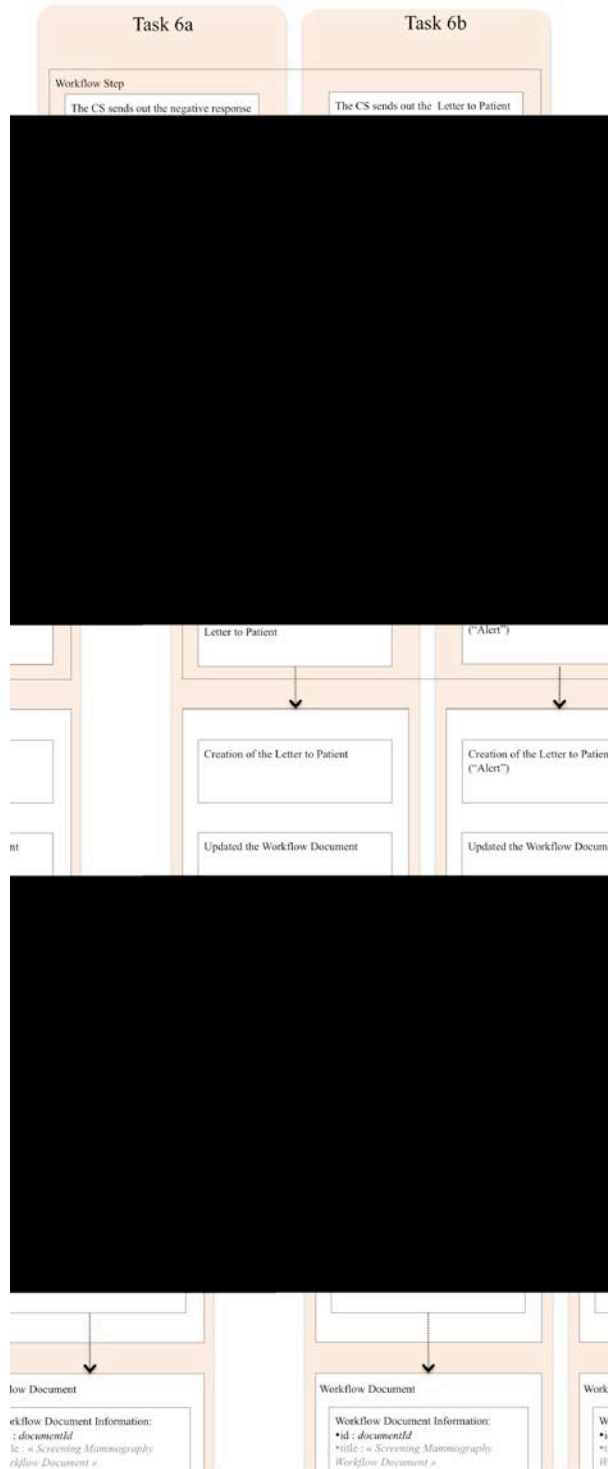 Task 6a
Task 6b
Workflow Step
The CS sends out the negative response
The CS sends out the Letter to Patient
Letter to Patient
("Alert")
Creation of the Letter to Patient
Creation of the Letter to Patien
("Alert")
nt
Updated the Workflow Document
Updated the Workflow Docum
low Document
Workflow Document
Work
orkflow Document Information:
: documentId
tle : « Screening Mammography
rkflow Document »
Workflow Document Information:
•id : documentId
•title : « Screening Mammography
Workflow Document »
W
•i
•t
W